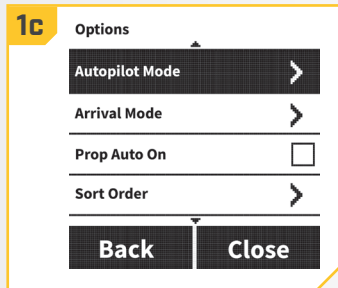 1c
Options
Autopilot Mode
Arrival Mode
Prop Auto On
Sort Order
Back
Close